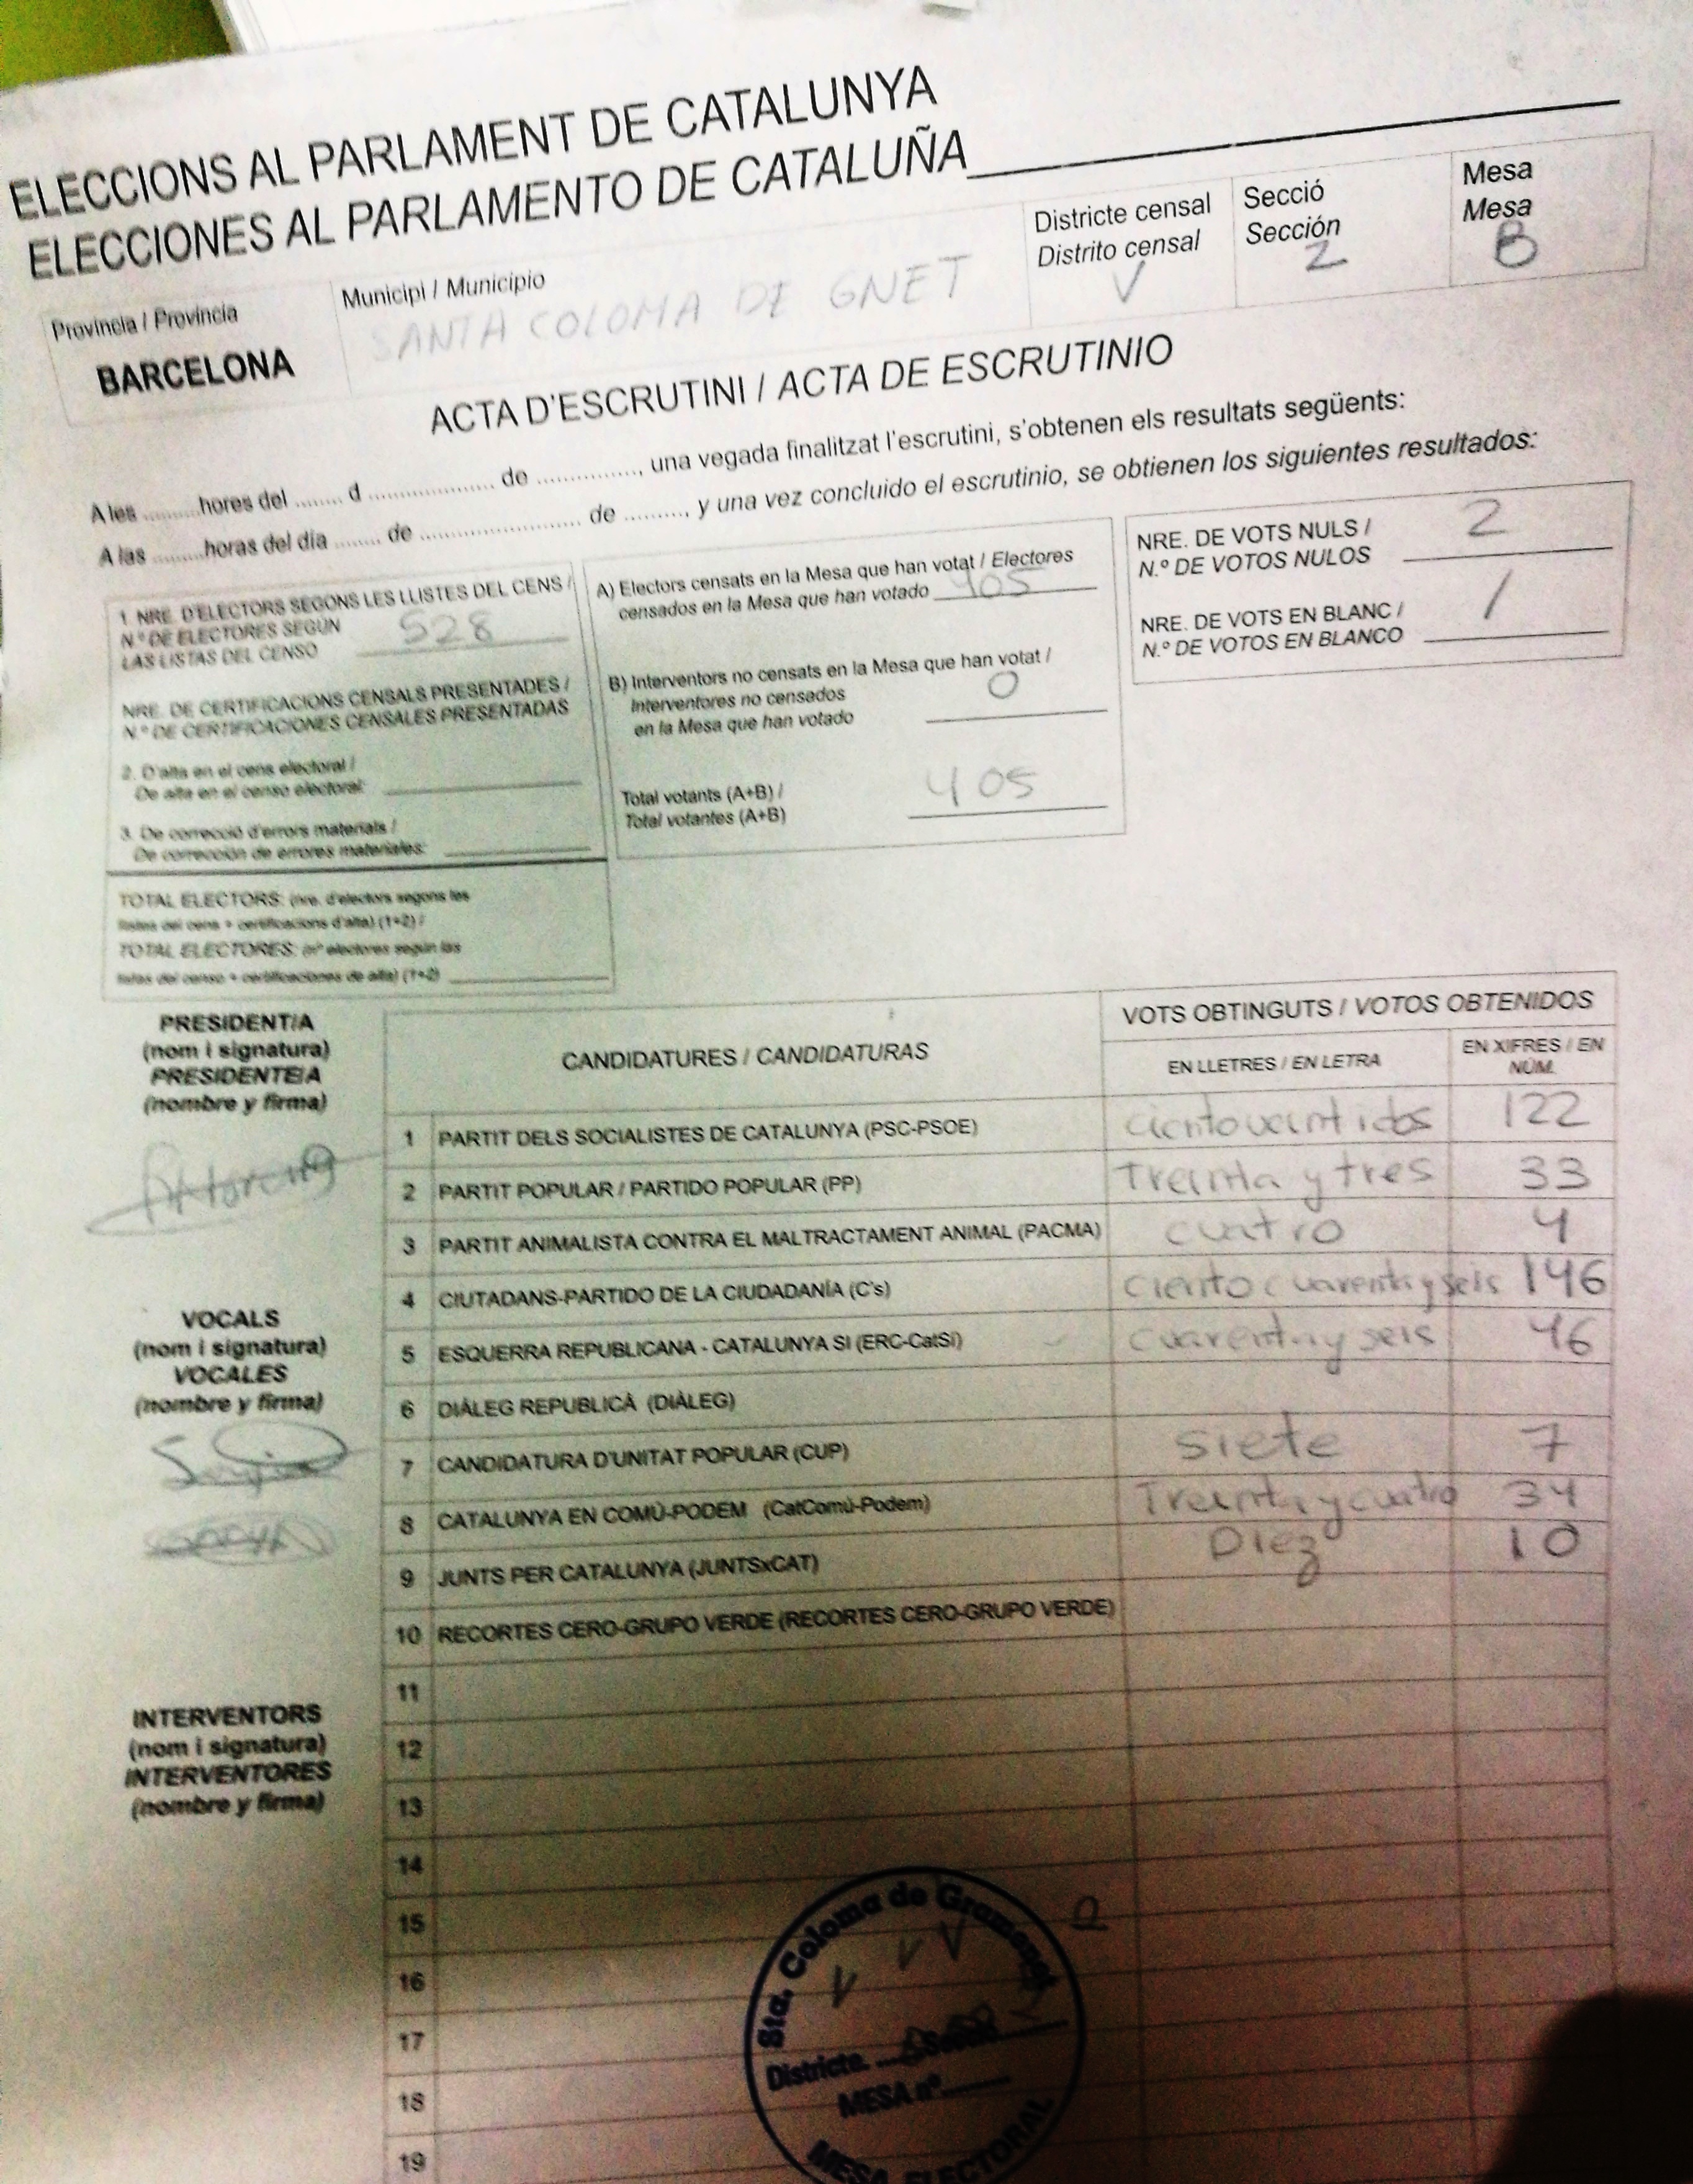 ELECCIONS AL PARLAMENT DE CATALUNYA
ELECCIONES AL PARLAMENTO DE CATALUÑA
Província / Provincia
BARCELONA
Municipi / Municipio
SANTA COLOMA DE GNET
Districte censal
Distrito censal
V
Secció
Sección
2
Mesa
Mesa
B
ACTA D'ESCRUTINI / ACTA DE ESCRUTINIO
A les ..........hores del ........ d ..................... de ..............., una vegada finalitzat l'escrutini, s'obtenen els resultats següents:
A las .........horas del día ........ de .......................... de .........., y una vez concluido el escrutinio, se obtienen los siguientes resultados:
1. NRE. D'ELECTORS SEGONS LES LLISTES DEL CENS /
N.º DE ELECTORES SEGÚN
LAS LISTAS DEL CENSO 528
NRE. DE CERTIFICACIONS CENSALS PRESENTADES /
N.º DE CERTIFICACIONES CENSALES PRESENTADAS
2. D'alta en el cens electoral /
De alta en el censo electoral:
3. De correcció d'errors materials /
De corrección de errores materiales:
TOTAL ELECTORS: (nre. d'electors segons les
llistes del cens + certificacions d'alta) (1+2) /
TOTAL ELECTORES: (nº electores según las
listas del censo + certificaciones de alta) (1+2)
A) Electors censats en la Mesa que han votat / Electores
censados en la Mesa que han votado 405
B) Interventors no censats en la Mesa que han votat /
Interventores no censados
en la Mesa que han votado 0
Total votants (A+B) /
Total votantes (A+B) 405
NRE. DE VOTS NULS /
N.º DE VOTOS NULOS 2
NRE. DE VOTS EN BLANC /
N.º DE VOTOS EN BLANCO 1
PRESIDENT/A
(nom i signatura)
PRESIDENTE/A
(nombre y firma)
VOCALS
(nom i signatura)
VOCALES
(nombre y firma)
INTERVENTORS
(nom i signatura)
INTERVENTORES
(nombre y firma)
CANDIDATURES / CANDIDATURAS
VOTS OBTINGUTS / VOTOS OBTENIDOS
EN LLETRES / EN LETRA
EN XIFRES / EN
NÚM.
1 PARTIT DELS SOCIALISTES DE CATALUNYA (PSC-PSOE) ciento veintidos 122
2 PARTIT POPULAR / PARTIDO POPULAR (PP) Treinta y tres 33
3 PARTIT ANIMALISTA CONTRA EL MALTRACTAMENT ANIMAL (PACMA) cuatro 4
4 CIUTADANS-PARTIDO DE LA CIUDADANÍA (C's) Ciento cuarenta y seis 146
5 ESQUERRA REPUBLICANA - CATALUNYA SI (ERC-CatSí) cuarenta y seis 46
6 DIÀLEG REPUBLICÀ (DIÀLEG)
7 CANDIDATURA D'UNITAT POPULAR (CUP) siete 7
8 CATALUNYA EN COMÚ-PODEM (CatComú-Podem) Treinta y cuatro 34
9 JUNTS PER CATALUNYA (JUNTSxCAT) Diez 10
10 RECORTES CERO-GRUPO VERDE (RECORTES CERO-GRUPO VERDE)
11
12
13
14
15
16
17
18
19
Sta. Coloma de Gramenet
Districte. ....Secció
MESA nº
MESA ELECTORAL